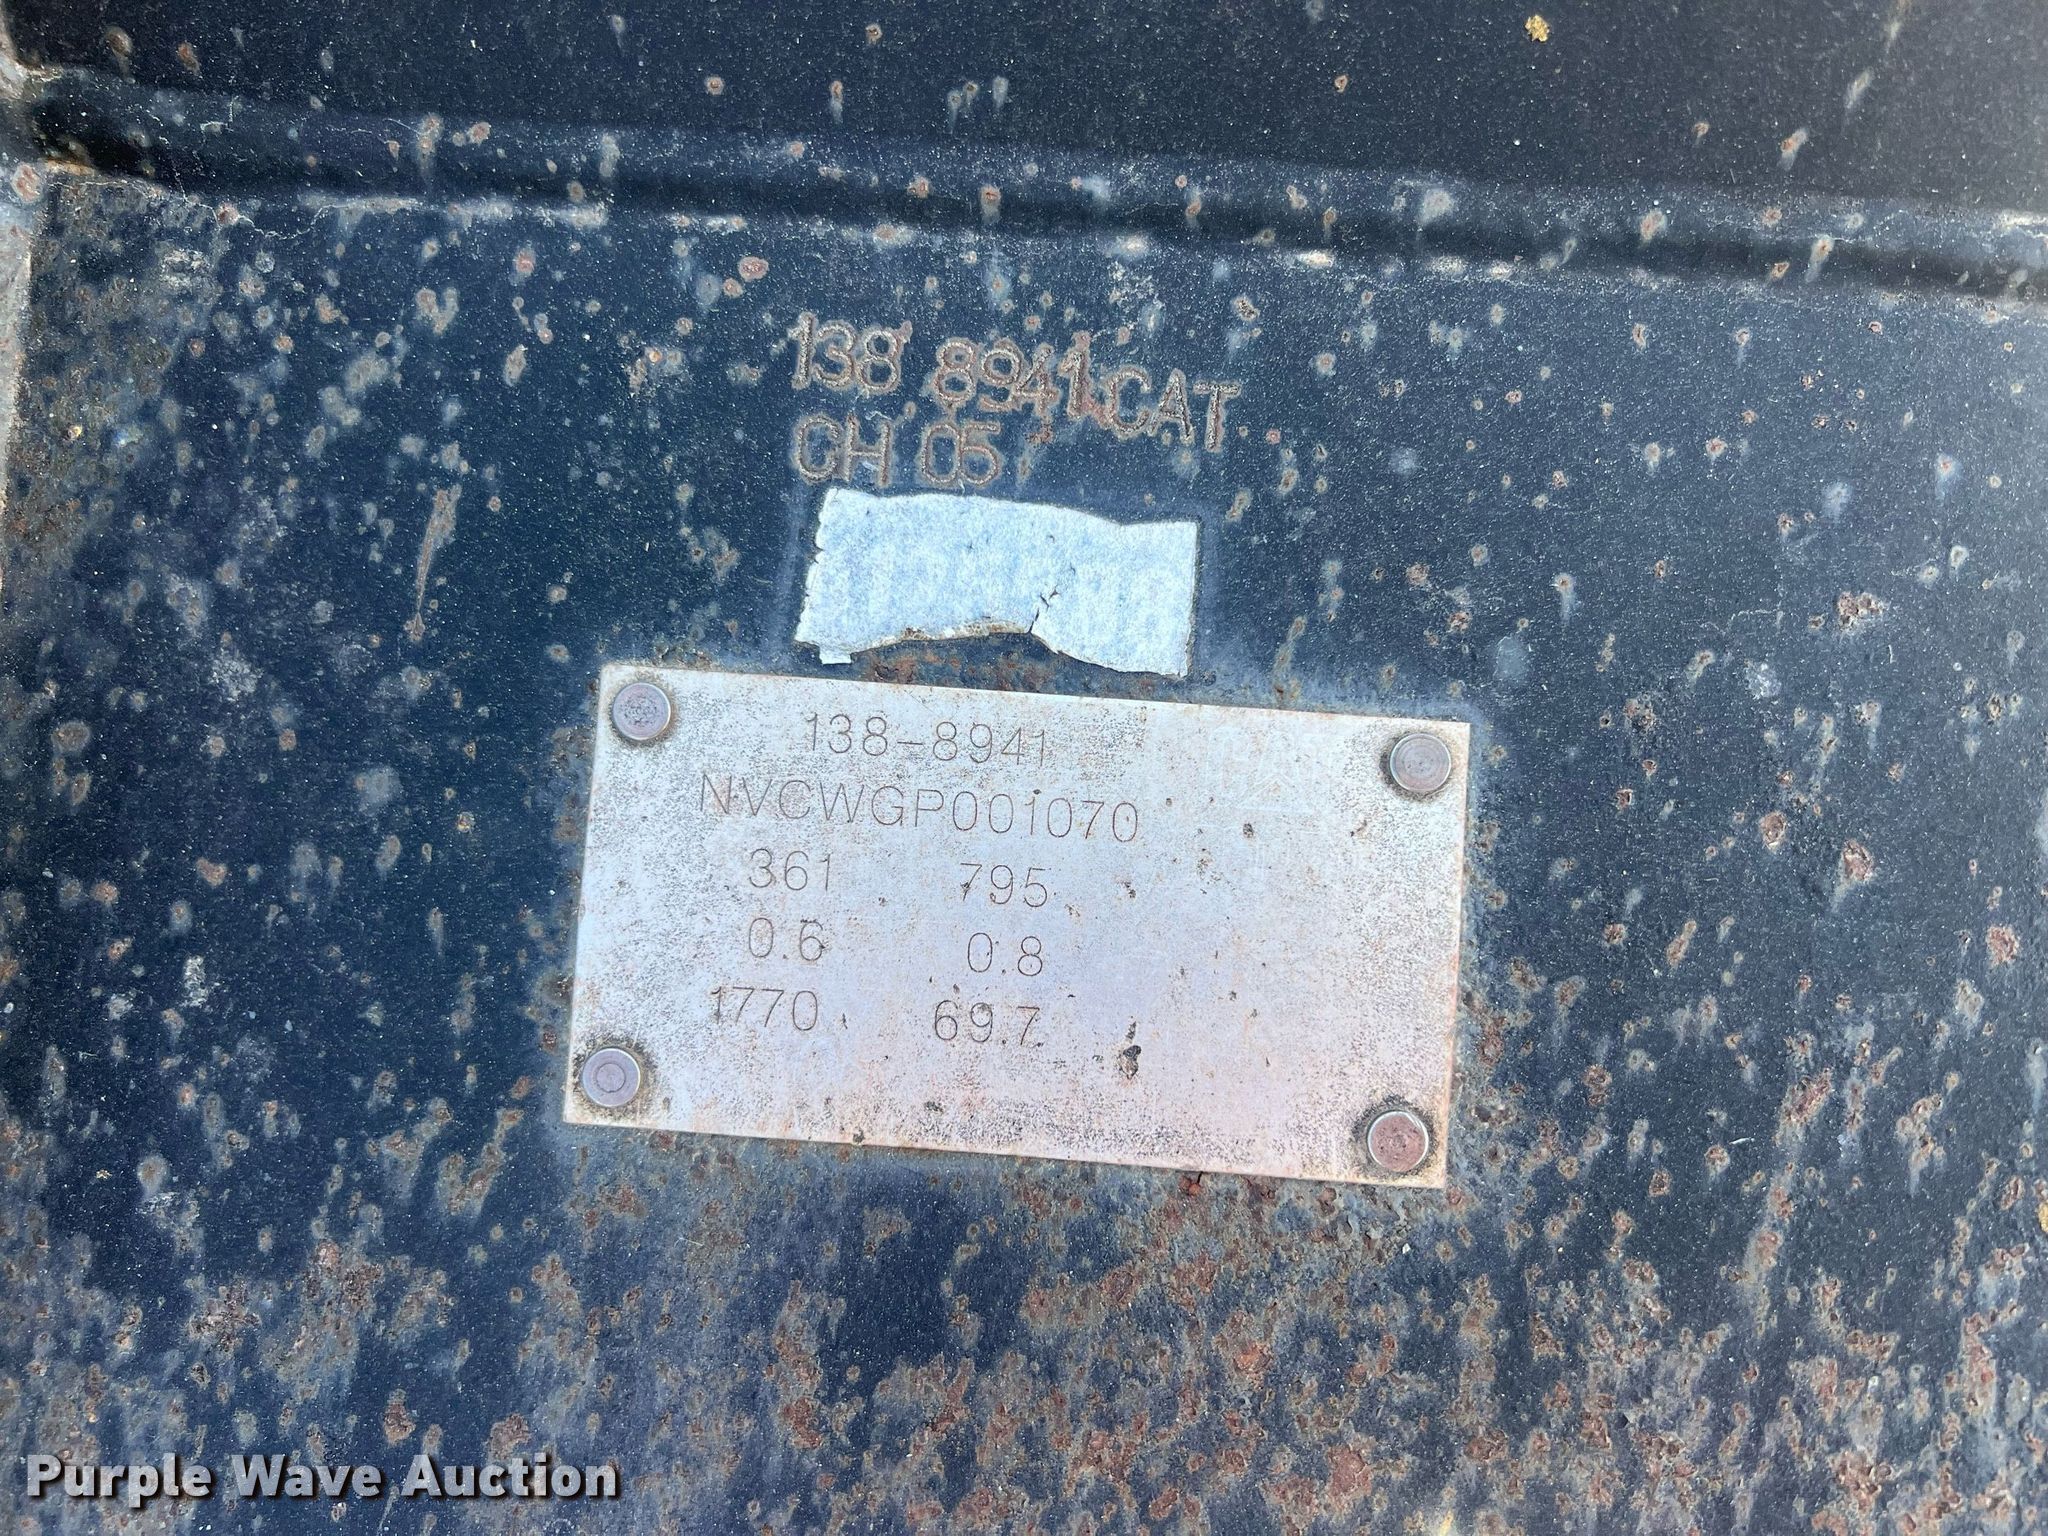 138 8941 CAT
CH 05
138-8941
NVCWGP001070
361 795
0.6 0.8
1770 69.7
Purple Wave Auction